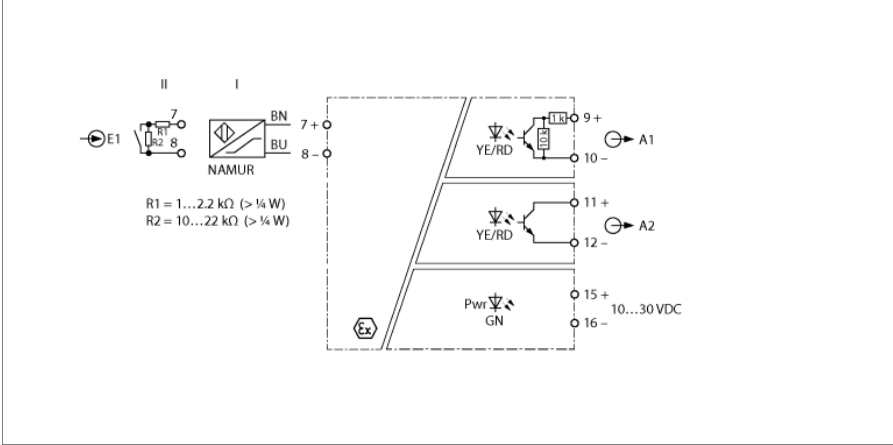 II I
E1
7
R1
R2 8
BN 7 +
BU 8 –
NAMUR
R1 = 1…2.2 kΩ (> ¼ W)
R2 = 10…22 kΩ (> ¼ W)
Ex
YE/RD
1 k
10 k
9 +
A1
10 –
YE/RD
11 +
A2
12 –
Pwr
GN
15 +
10…30 VDC
16 –